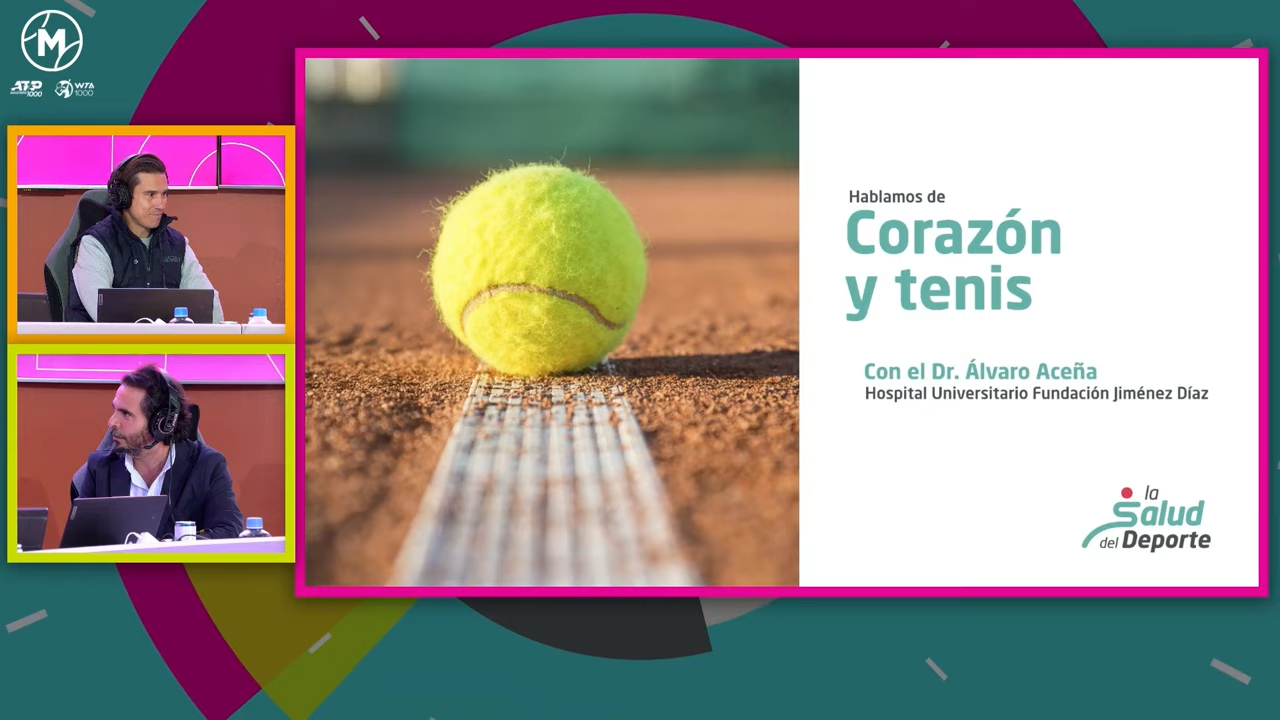 M
ATP
MASTERS 1000
WTA
1000
Hablamos de
Corazón
y tenis
Con el Dr. Álvaro Aceña
Hospital Universitario Fundación Jiménez Díaz
la
Salud
del Deporte